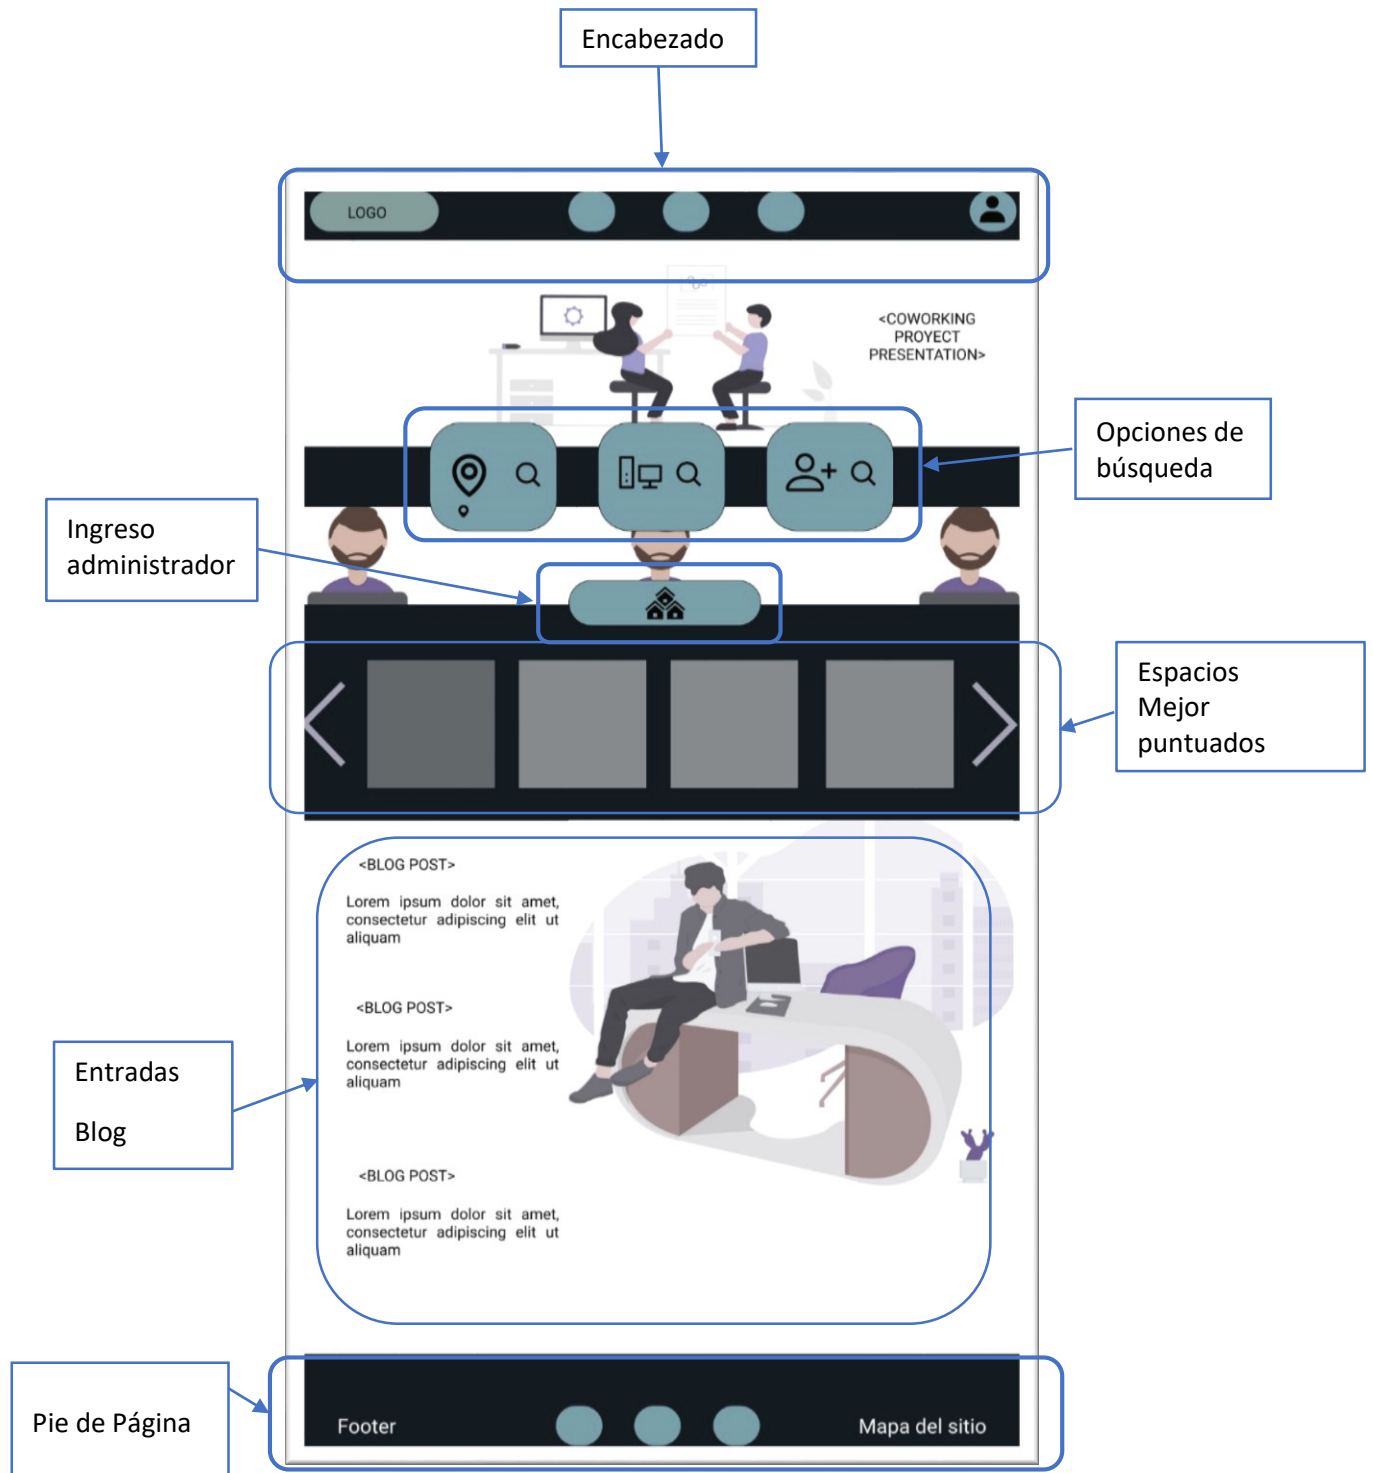 Encabezado
LOGO
<COWORKING
PROYECT
PRESENTATION>
Opciones de
búsqueda
Ingreso
administrador
Espacios
Mejor
puntuados
<BLOG POST>
Lorem ipsum dolor sit amet,
consectetur adipiscing elit ut
aliquam
<BLOG POST>
Lorem ipsum dolor sit amet,
consectetur adipiscing elit ut
aliquam
Entradas
Blog
<BLOG POST>
Lorem ipsum dolor sit amet,
consectetur adipiscing elit ut
aliquam
Pie de Página
Footer
Mapa del sitio